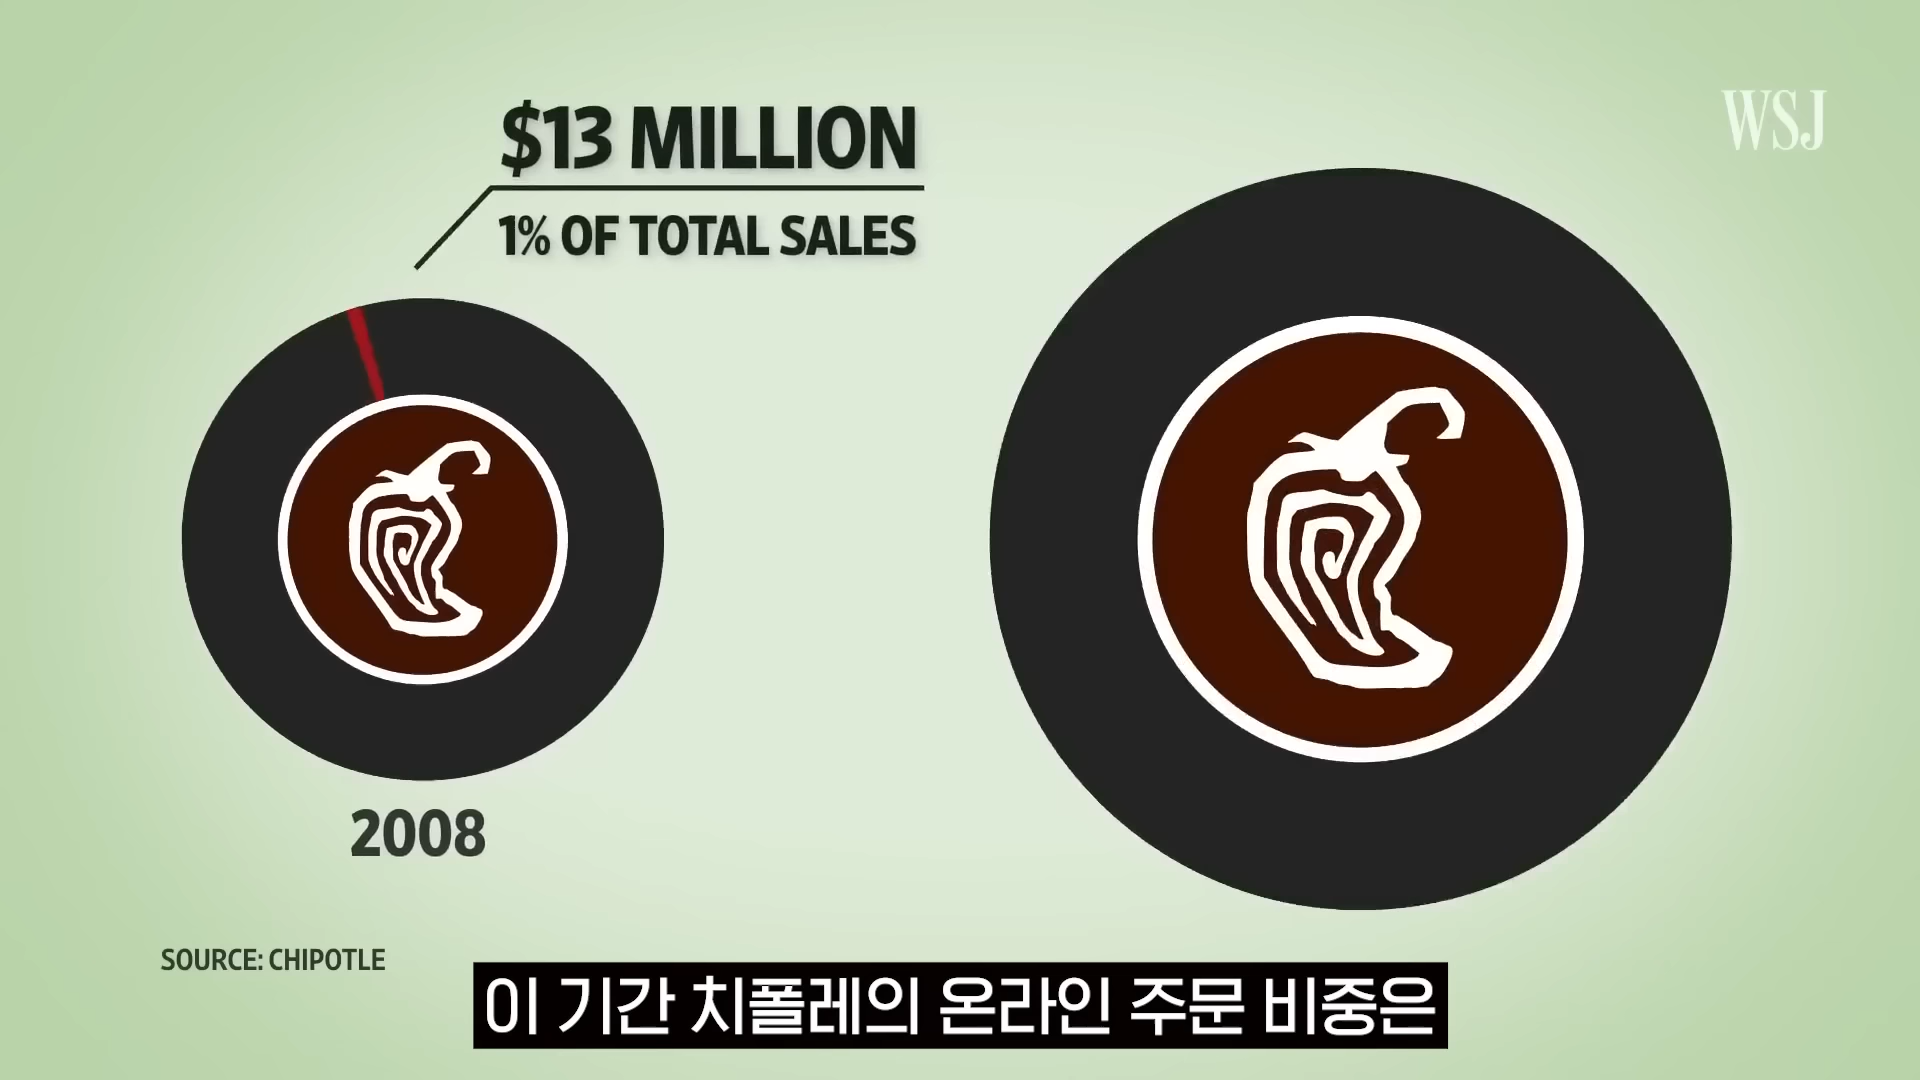 $13 MILLION
1% OF TOTAL SALES
WSJ
2008
SOURCE: CHIPOTLE
이 기간 치폴레의 온라인 주문 비중은